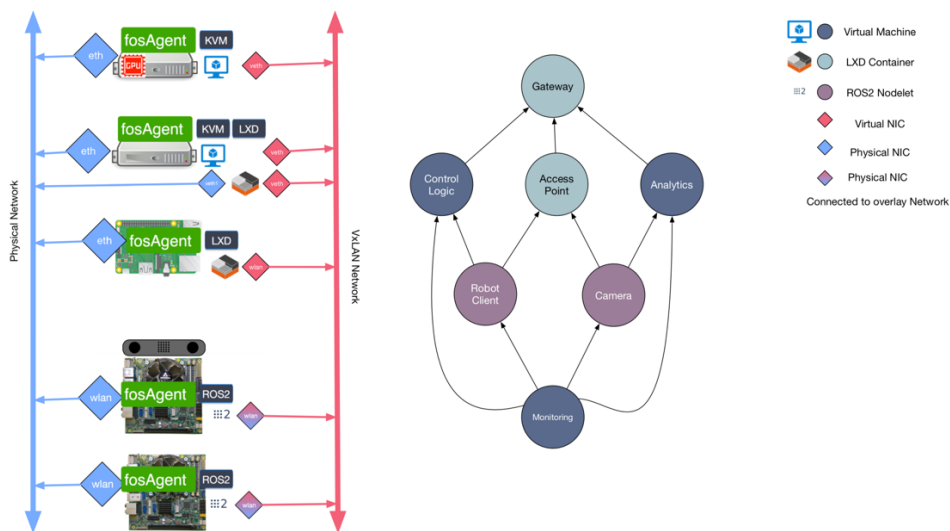 Physical Network
VxLAN Network
eth
fosAgent
KVM
GPU
veth
eth
fosAgent
KVM
LXD
veth
veth
eth
fosAgent
LXD
wlan
wlan
fosAgent
ROS2
2
wlan
wlan
fosAgent
ROS2
2
wlan
Gateway
Control
Logic
Access
Point
Analytics
Robot
Client
Camera
Monitoring
Virtual Machine
LXD Container
2
ROS2 Nodelet
Virtual NIC
Physical NIC
Physical NIC
Connected to overlay Network